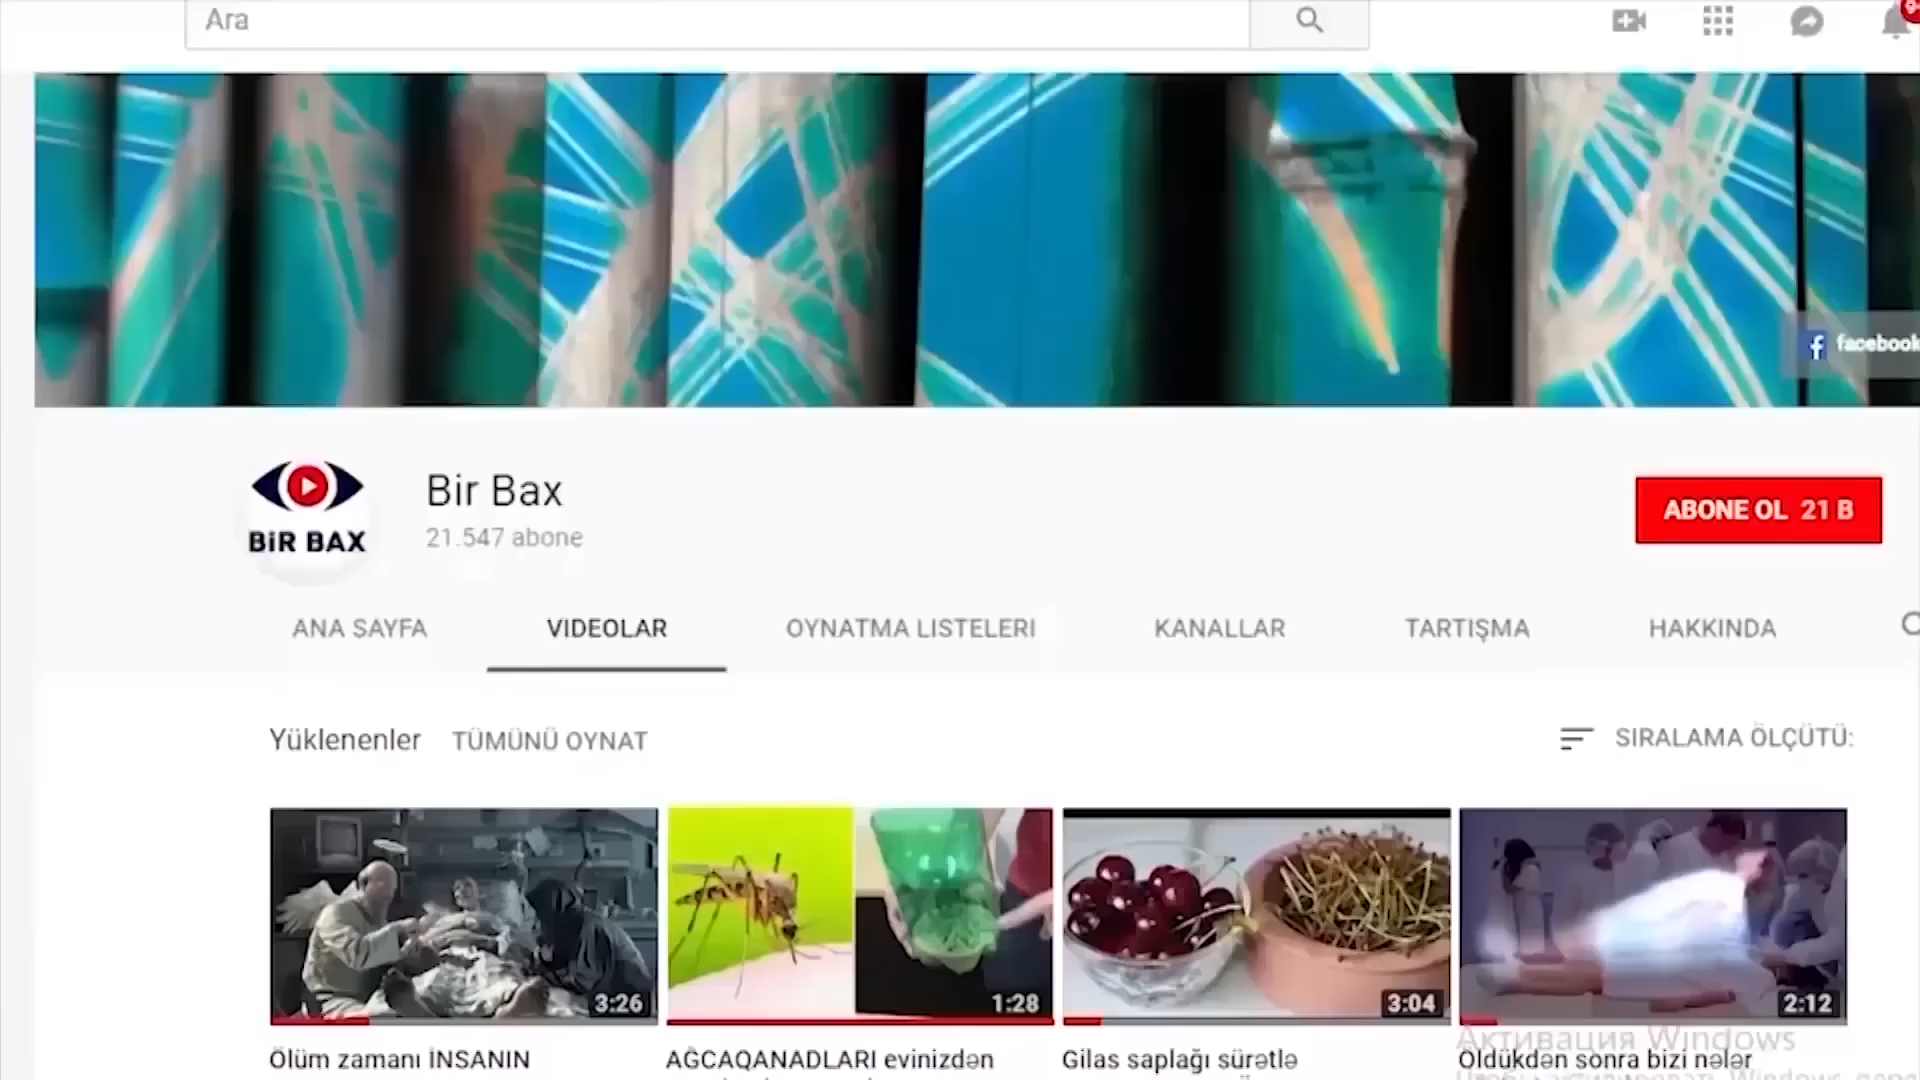 Ara
9+
facebook
BİR BAX
Bir Bax
21.547 abone
ABONE OL 21 B
ANA SAYFA
VIDEOLAR
OYNATMA LISTELERI
KANALLAR
TARTIŞMA
HAKKINDA
Yüklenenler
TÜMÜNÜ OYNAT
SIRALAMA ÖLÇÜTÜ:
3:26
1:28
3:04
2:12
Ölüm zamanı İNSANIN
AĞCAQANADLARI evinizdən
Gilas saplağı sürətlə
Öldükdən sonra bizi nələr
Активация Windows